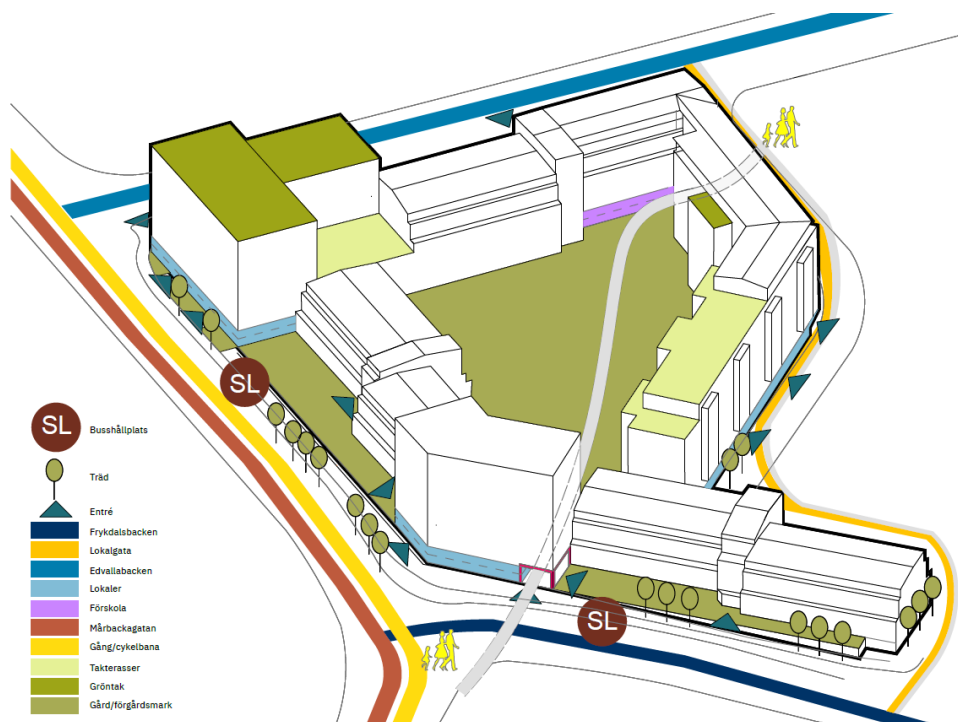 SL
SL
SL
Busshållplats
Träd
Entré
Frykdalsbacken
Lokalgata
Edvallabacken
Lokaler
Förskola
Mårbackagatan
Gång/cykelbana
Takterasser
Gröntak
Gård/förgårdsmark